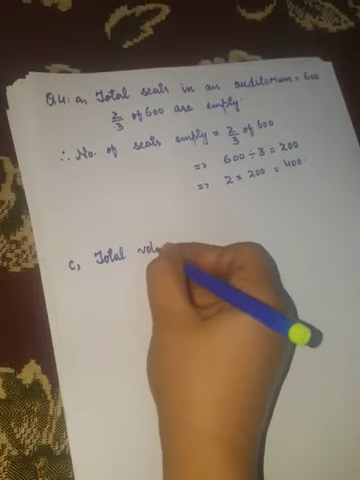 Q4: a, Total seats in an auditorium = 600
2/3 of 600 are empty.
∴ No. of seats empty = 2/3 of 600
=> 600 ÷ 3 = 200
=> 2 × 200 = 400.
c, Total